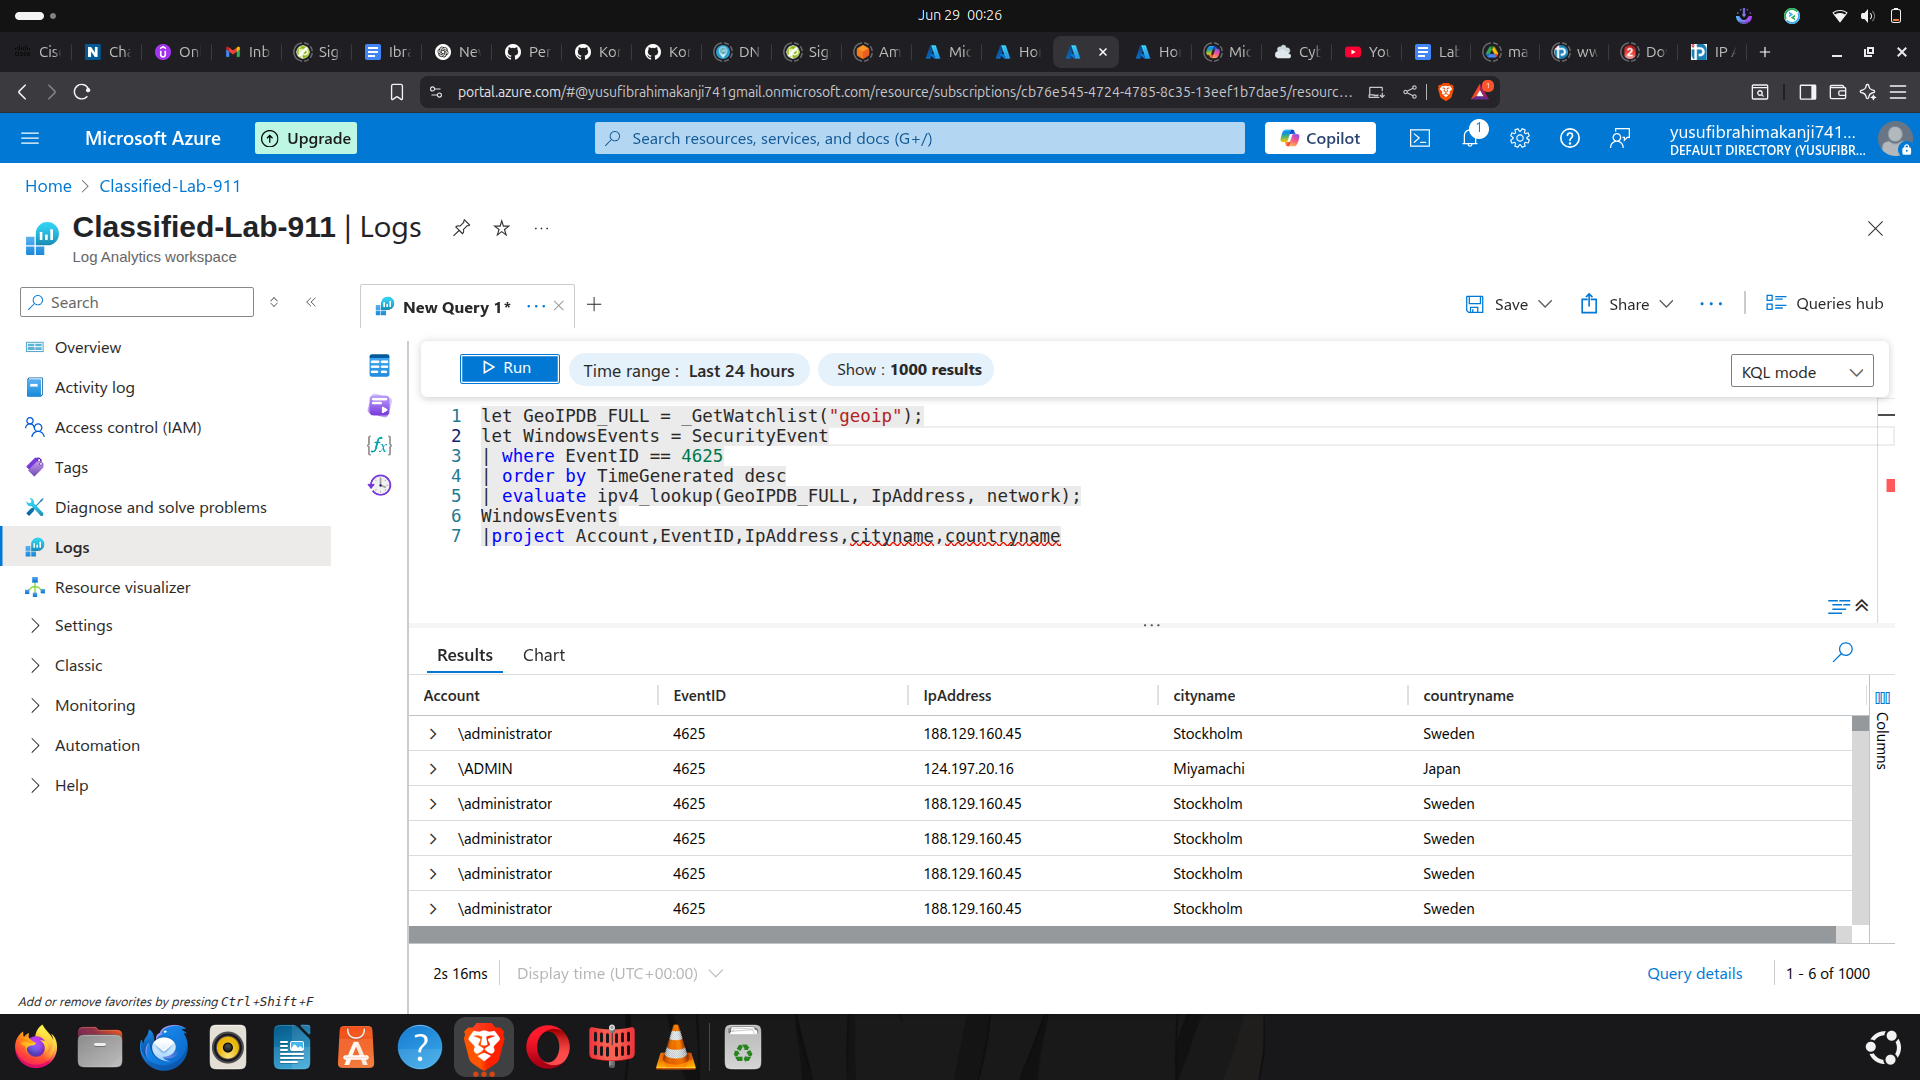 Jun 29 00:26
Cis
Cha
Onl
Inb
Sig
Ibra
Nev
Per
Kor
Kor
DN
Sig
Am
Mic
Hor
Hor
Mic
Cyb
You
Lab
ma
ww
Do
IP A
portal.azure.com/#@yusufibrahimakanji741gmail.onmicrosoft.com/resource/subscriptions/cb76e545-4724-4785-8c35-13eef1b7dae5/resourc...
1
Microsoft Azure
Upgrade
Search resources, services, and docs (G+/)
Copilot
1
yusufibrahimakanji741...
DEFAULT DIRECTORY (YUSUFIBR...
Home > Classified-Lab-911
Classified-Lab-911 | Logs
Log Analytics workspace
Search
Overview
Activity log
Access control (IAM)
Tags
Diagnose and solve problems
Logs
Resource visualizer
Settings
Classic
Monitoring
Automation
Help
Add or remove favorites by pressing Ctrl+Shift+F
New Query 1*
Save
Share
Queries hub
Run
Time range : Last 24 hours
Show : 1000 results
KQL mode
1 let GeoIPDB_FULL = _GetWatchlist("geoip");
2 let WindowsEvents = SecurityEvent
3 | where EventID == 4625
4 | order by TimeGenerated desc
5 | evaluate ipv4_lookup(GeoIPDB_FULL, IpAddress, network);
6 WindowsEvents
7 |project Account,EventID,IpAddress,cityname,countryname
Results Chart
Account EventID IpAddress cityname countryname
\administrator 4625 188.129.160.45 Stockholm Sweden
\ADMIN 4625 124.197.20.16 Miyamachi Japan
\administrator 4625 188.129.160.45 Stockholm Sweden
\administrator 4625 188.129.160.45 Stockholm Sweden
\administrator 4625 188.129.160.45 Stockholm Sweden
\administrator 4625 188.129.160.45 Stockholm Sweden
Columns
2s 16ms
Display time (UTC+00:00)
Query details
1 - 6 of 1000